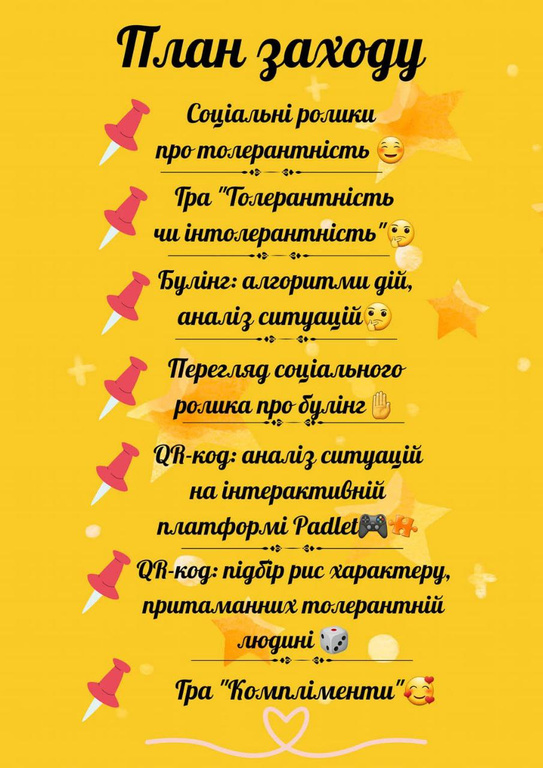 План заходу
Соціальні ролики
про толерантність
Гра "Толерантність
чи інтолерантність"
Булінг: алгоритми дій,
аналіз ситуацій
Перегляд соціального
ролика про булінг
QR-код: аналіз ситуацій
на інтерактивній
платформі Padlet
QR-код: підбір рис характеру,
притаманних толерантній
людині
Гра "Компліменти"